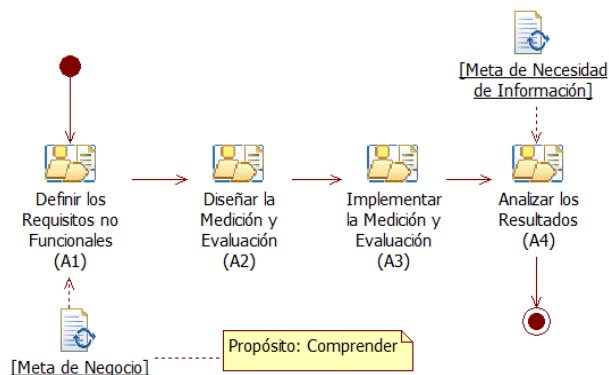 [Meta de Necesidad
de Información]
Definir los
Requisitos no
Funcionales
(A1)
Diseñar la
Medición y
Evaluación
(A2)
Implementar
la Medición y
Evaluación
(A3)
Analizar los
Resultados
(A4)
Propósito: Comprender
[Meta de Negocio]